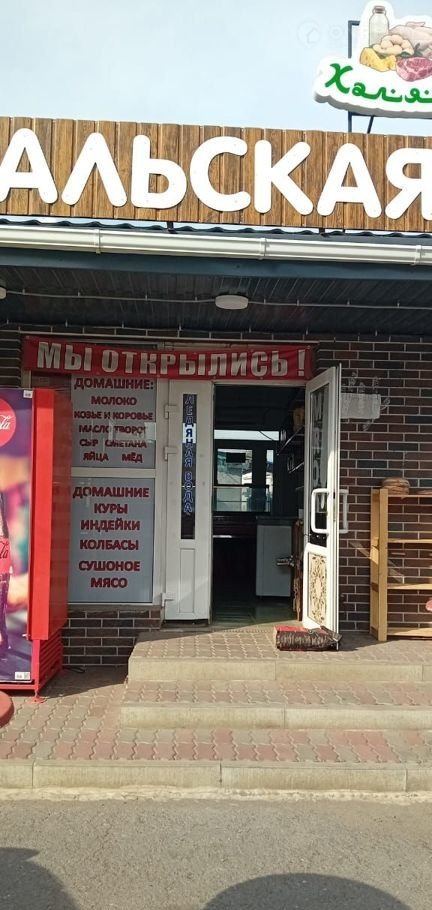 Халя
АЛЬСКАЯ
МЫ ОТКРЫЛИСЬ!
ДОМАШНИЕ:
МОЛОКО
КОЗЬЕ И КОРОВЬЕ
МАСЛО ТВОРОГ
СЫР СМЕТАНА
ЯЙЦА МЁД
ДОМАШНИЕ
КУРЫ
ИНДЕЙКИ
КОЛБАСЫ
СУШОНОЕ
МЯСО
ЛЕДЯНАЯ ВОДА